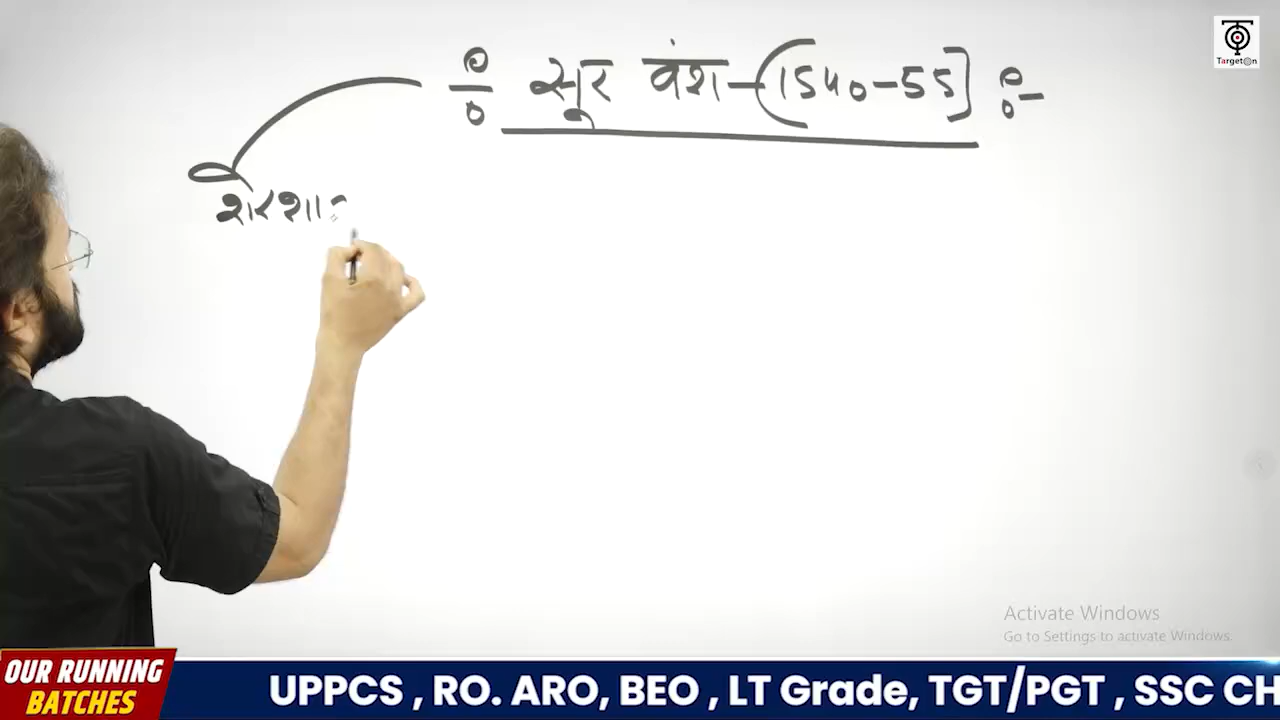 सूर वंश - (1540-55]
शेरशा
TargetOn
Activate Windows
Go to Settings to activate Windows.
OUR RUNNING
BATCHES
UPPCS , RO. ARO, BEO , LT Grade, TGT/PGT , SSC CH